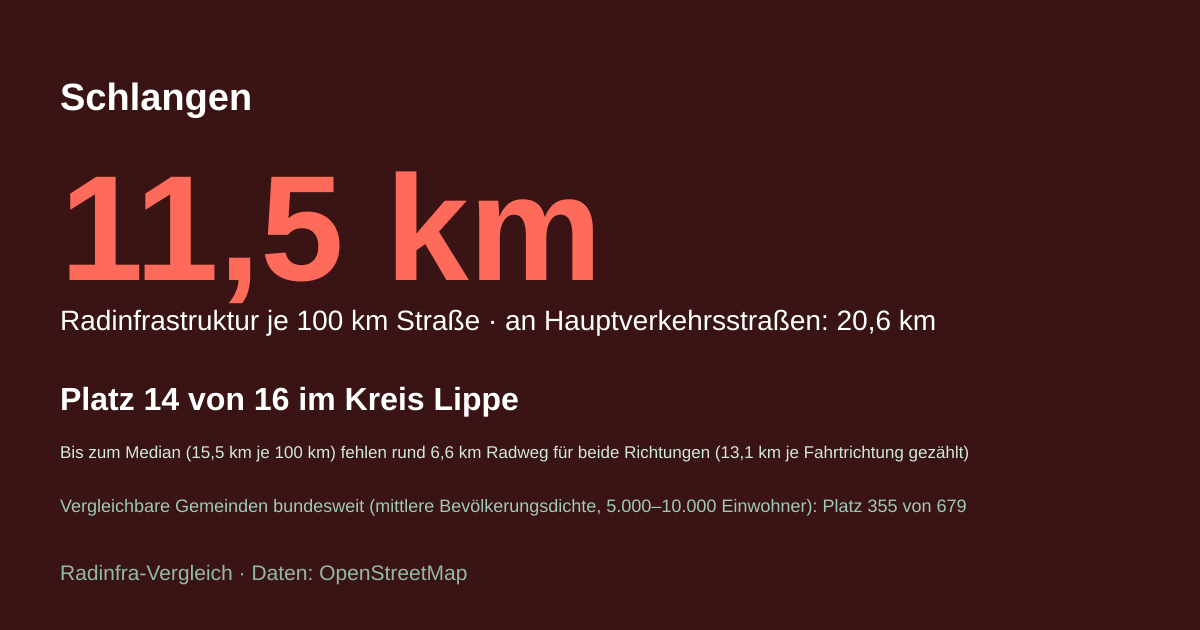 Schlangen
11,5 km
Radinfrastruktur je 100 km Straße · an Hauptverkehrsstraßen: 20,6 km
Platz 14 von 16 im Kreis Lippe
Bis zum Median (15,5 km je 100 km) fehlen rund 6,6 km Radweg für beide Richtungen (13,1 km je Fahrtrichtung gezählt)
Vergleichbare Gemeinden bundesweit (mittlere Bevölkerungsdichte, 5.000–10.000 Einwohner): Platz 355 von 679
Radinfra-Vergleich · Daten: OpenStreetMap